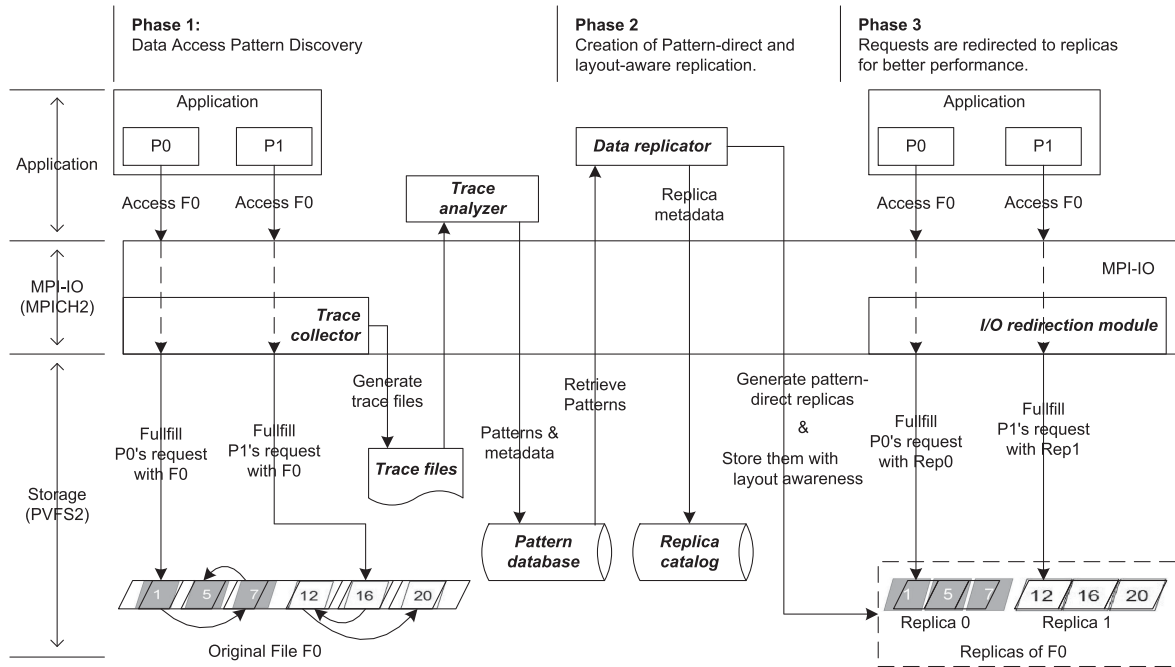 Phase 1:
Data Access Pattern Discovery
Phase 2
Creation of Pattern-direct and
layout-aware replication.
Phase 3
Requests are redirected to replicas
for better performance.
Application
Application
P0
P1
Access F0
Access F0
Trace
analyzer
Data replicator
Replica
metadata
Application
P0
P1
Access F0
Access F0
MPI-IO
(MPICH2)
MPI-IO
Trace
collector
I/O redirection module
Storage
(PVFS2)
Fullfill
P0's request
with F0
Fullfill
P1's request
with F0
Generate
trace files
Trace files
Patterns &
metadata
Retrieve
Patterns
Pattern
database
Replica
catalog
Generate pattern-
direct replicas
&
Store them with
layout awareness
Fullfill
P0's request
with Rep0
Fullfill
P1's request
with Rep1
1
5
7
12
16
20
Original File F0
1
5
7
12
16
20
Replica 0
Replica 1
Replicas of F0